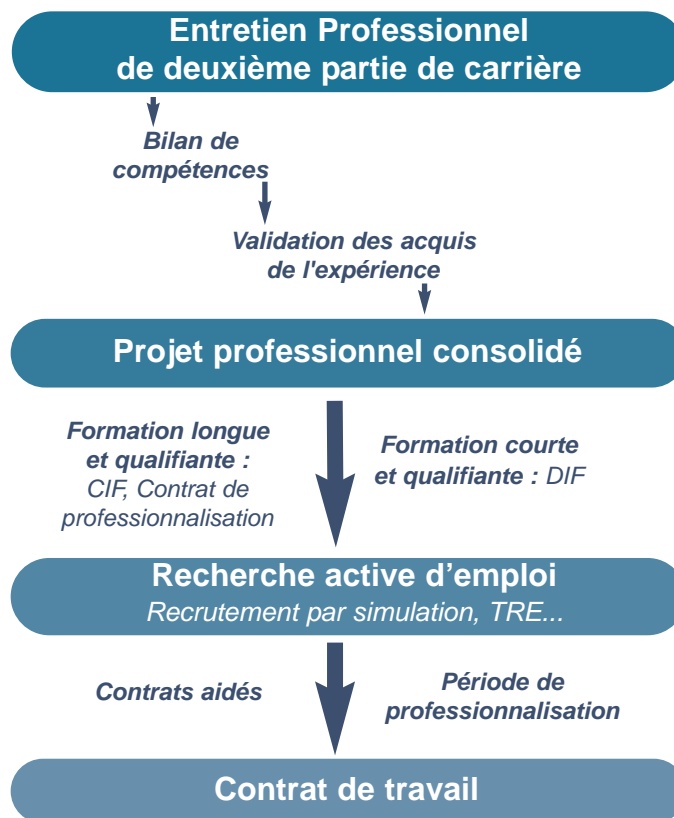 Entretien Professionnel
de deuxième partie de carrière
Bilan de
compétences
Validation des acquis
de l'expérience
Projet professionnel consolidé
Formation longue
et qualifiante :
CIF, Contrat de
professionnalisation
Formation courte
et qualifiante : DIF
Recherche active d’emploi
Recrutement par simulation, TRE...
Contrats aidés
Période de
professionnalisation
Contrat de travail